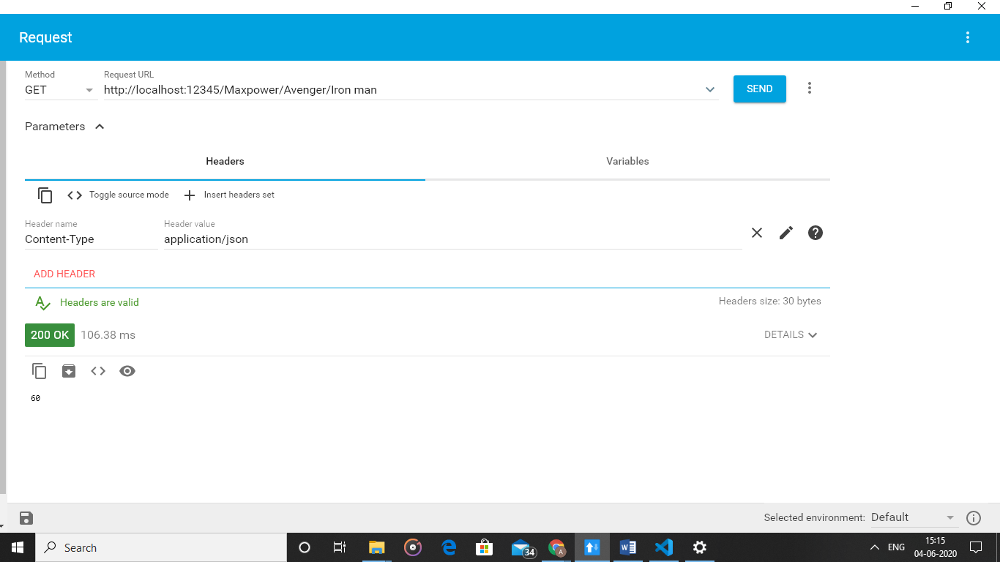 Request
Method
GET
Request URL
http://localhost:12345/Maxpower/Avenger/Iron man
SEND
Parameters
Headers
Variables
Toggle source mode
Insert headers set
Header name
Content-Type
Header value
application/json
ADD HEADER
Headers are valid
Headers size: 30 bytes
200 OK
106.38 ms
DETAILS
60
Selected environment:
Default
Search
34
A
ENG
15:15
04-06-2020